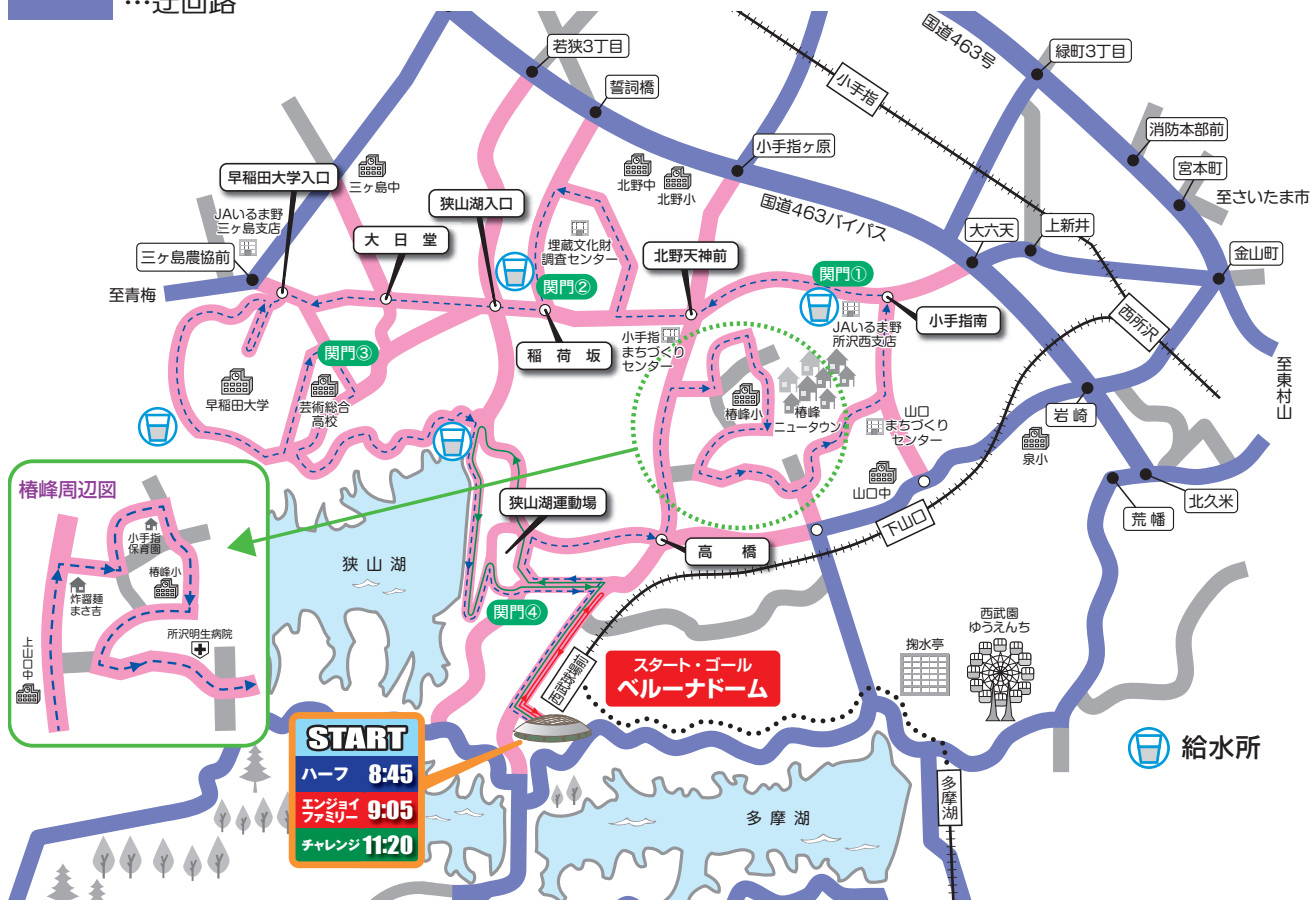 …迂回路
若狭3丁目
誓詞橋
国道463号
緑町3丁目
小手指
消防本部前
宮本町
至さいたま市
小手指ヶ原
国道463バイパス
早稲田大学入口
三ヶ島中
北野中
北野小
JAいるま野
三ヶ島支店
狭山湖入口
大日堂
埋蔵文化財
調査センター
北野天神前
大六天
上新井
金山町
三ヶ島農協前
至青梅
関門①
関門②
JAいるま野
所沢西支店
小手指南
西所沢
稲荷坂
小手指
まちづくり
センター
関門③
早稲田大学
芸術総合
高校
椿峰小
椿峰
ニュータウン
山口
まちづくり
センター
至東村山
岩崎
泉小
山口中
北久米
荒幡
下山口
椿峰周辺図
小手指
保育園
椿峰小
炸醤麺
まさ吉
所沢明生病院
上山口中
狭山湖運動場
高橋
狭山湖
関門④
西武球場前
スタート・ゴール
ベルーナドーム
掬水亭
西武園
ゆうえんち
START
ハーフ 8:45
エンジョイ
ファミリー 9:05
チャレンジ 11:20
給水所
多摩湖
多摩湖